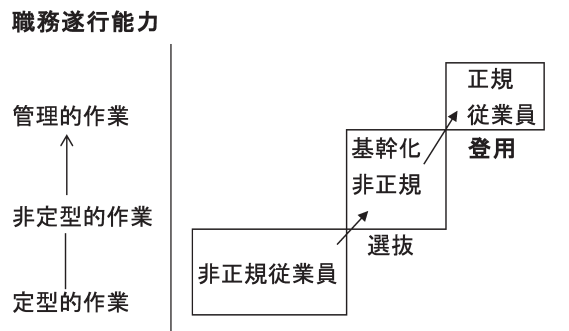 職務遂行能力
管理的作業
非定型的作業
定型的作業
正規
従業員
登用
基幹化
非正規
選抜
非正規従業員